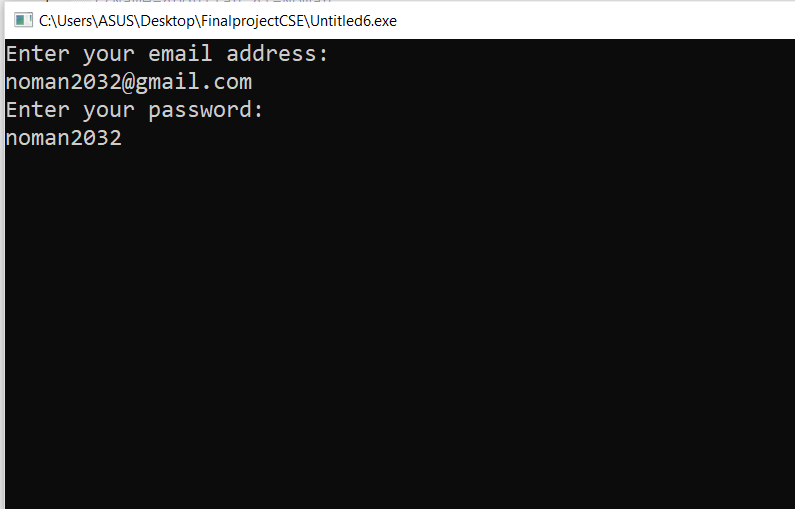 C:\Users\ASUS\Desktop\FinalprojectCSE\Untitled6.exe
Enter your email address:
noman2032@gmail.com
Enter your password:
noman2032